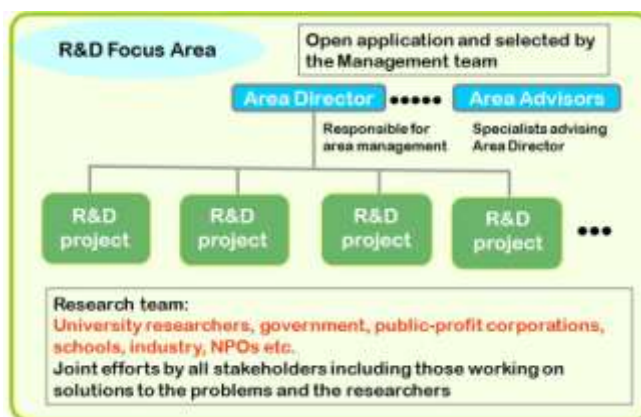 R&D Focus Area
Open application and selected by
the Management team
Area Director
Area Advisors
Responsible for
area management
Specialists advising
Area Director
R&D
project
R&D
project
R&D
project
R&D
project
Research team:
University researchers, government, public-profit corporations,
schools, industry, NPOs etc.
Joint efforts by all stakeholders including those working on
solutions to the problems and the researchers